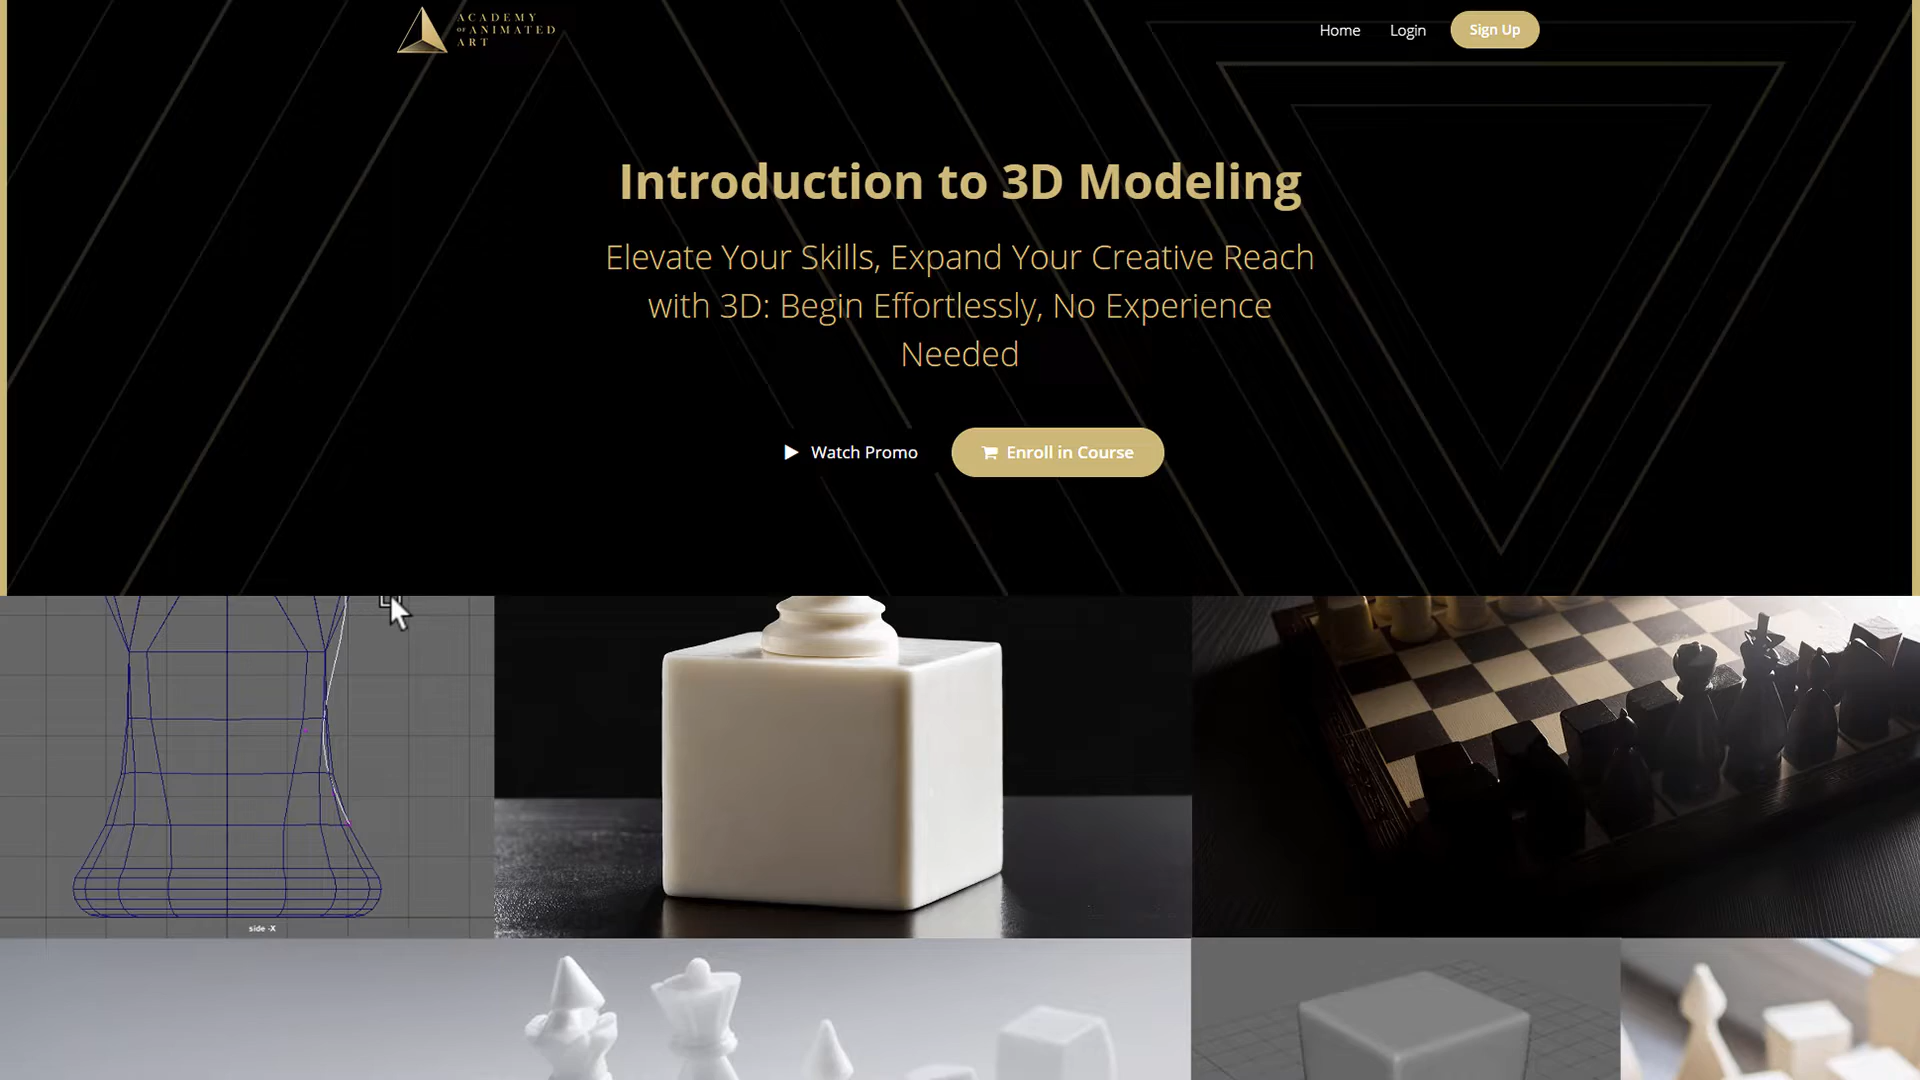 ACADEMY
OF ANIMATED
ART
Home
Login
Sign Up
Introduction to 3D Modeling
Elevate Your Skills, Expand Your Creative Reach
with 3D: Begin Effortlessly, No Experience
Needed
Watch Promo
Enroll in Course
side -X